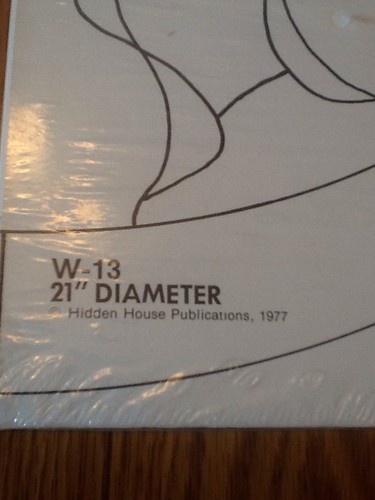 W-13
21" DIAMETER
© Hidden House Publications, 1977